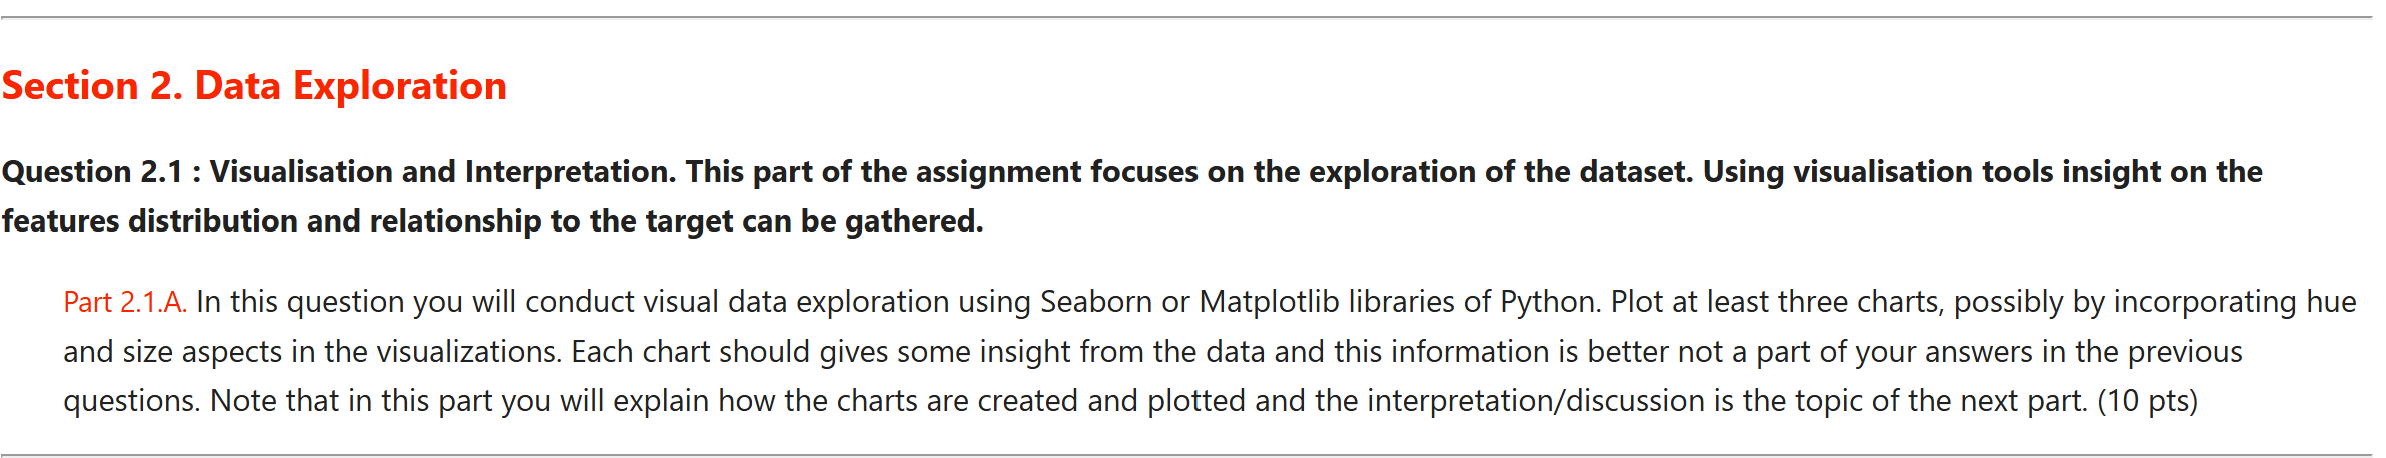 Section 2. Data Exploration
Question 2.1 : Visualisation and Interpretation. This part of the assignment focuses on the exploration of the dataset. Using visualisation tools insight on the
features distribution and relationship to the target can be gathered.
Part 2.1.A. In this question you will conduct visual data exploration using Seaborn or Matplotlib libraries of Python. Plot at least three charts, possibly by incorporating hue
and size aspects in the visualizations. Each chart should gives some insight from the data and this information is better not a part of your answers in the previous
questions. Note that in this part you will explain how the charts are created and plotted and the interpretation/discussion is the topic of the next part. (10 pts)